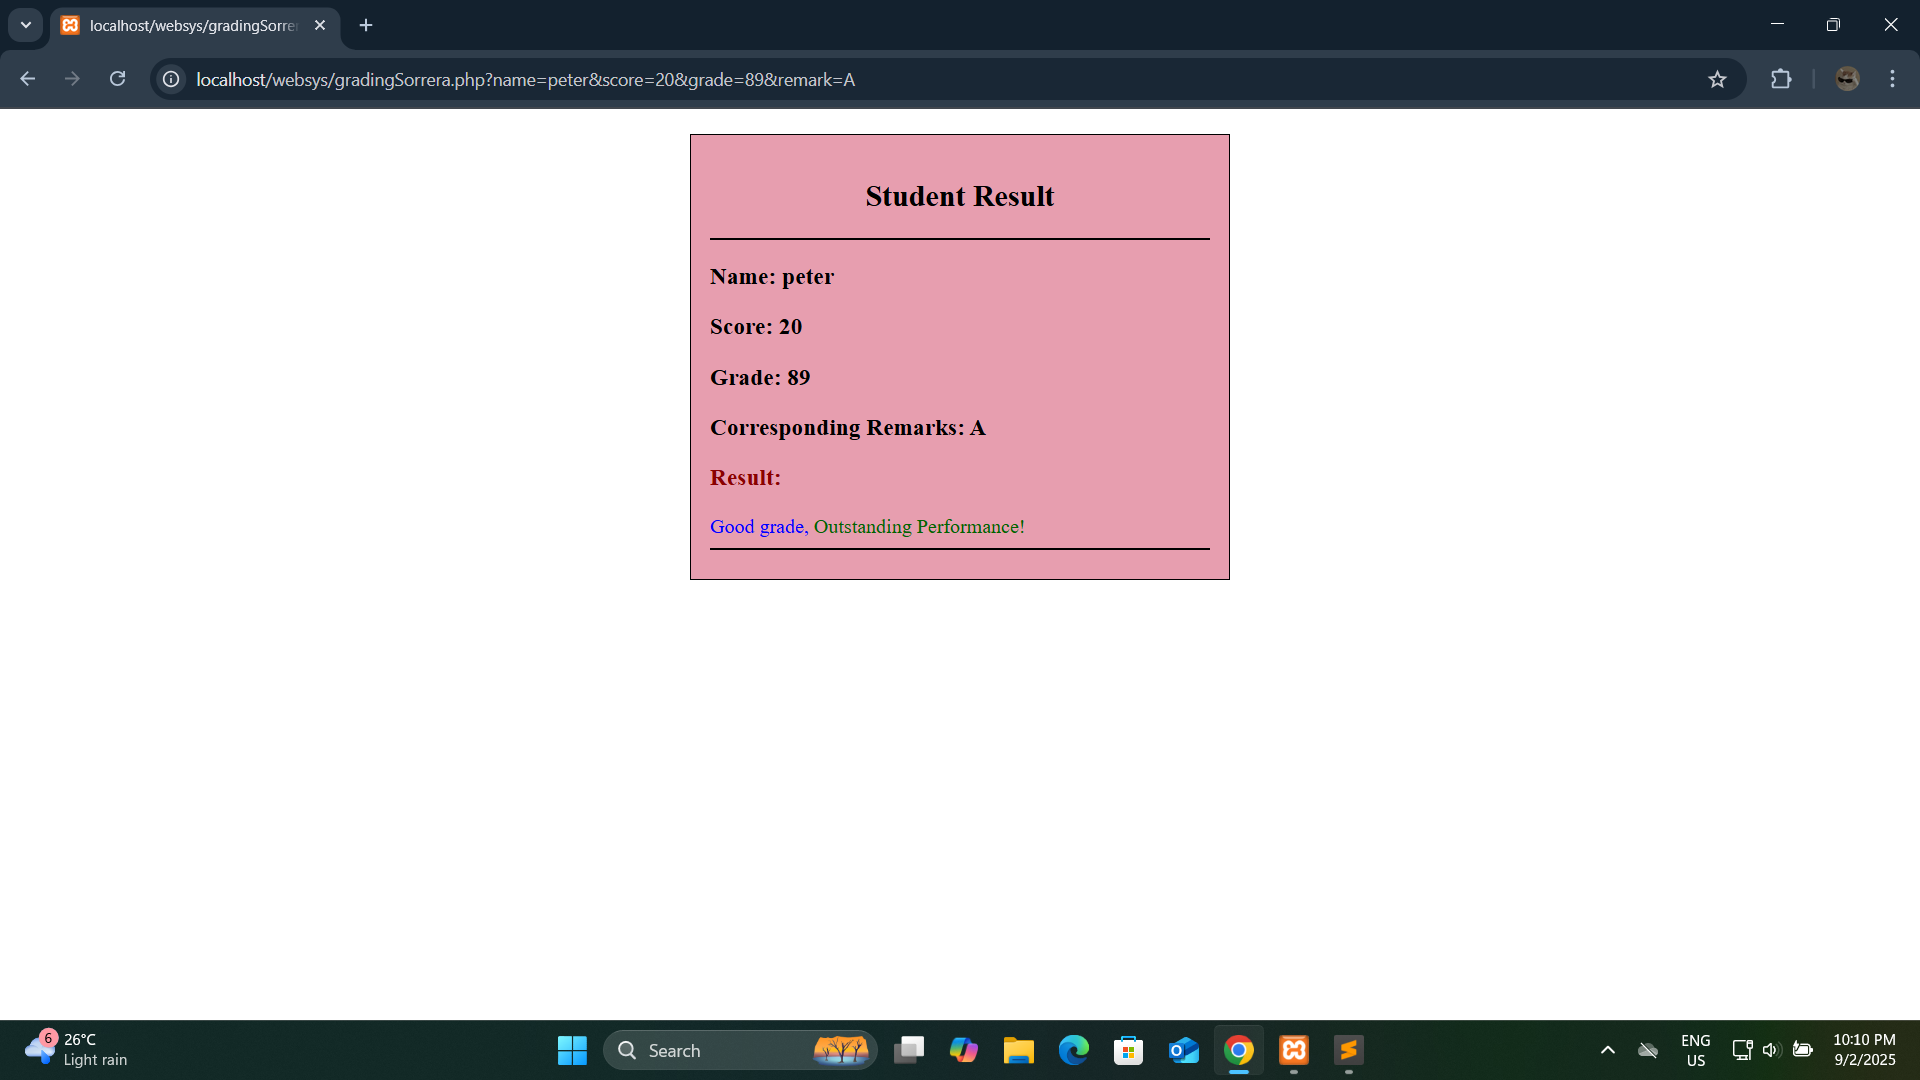 localhost/websys/gradingSorrer
localhost/websys/gradingSorrera.php?name=peter&score=20&grade=89&remark=A
Student Result
Name: peter
Score: 20
Grade: 89
Corresponding Remarks: A
Result:
Good grade, Outstanding Performance!
6
26°C
Light rain
Search
ENG
US
10:10 PM
9/2/2025